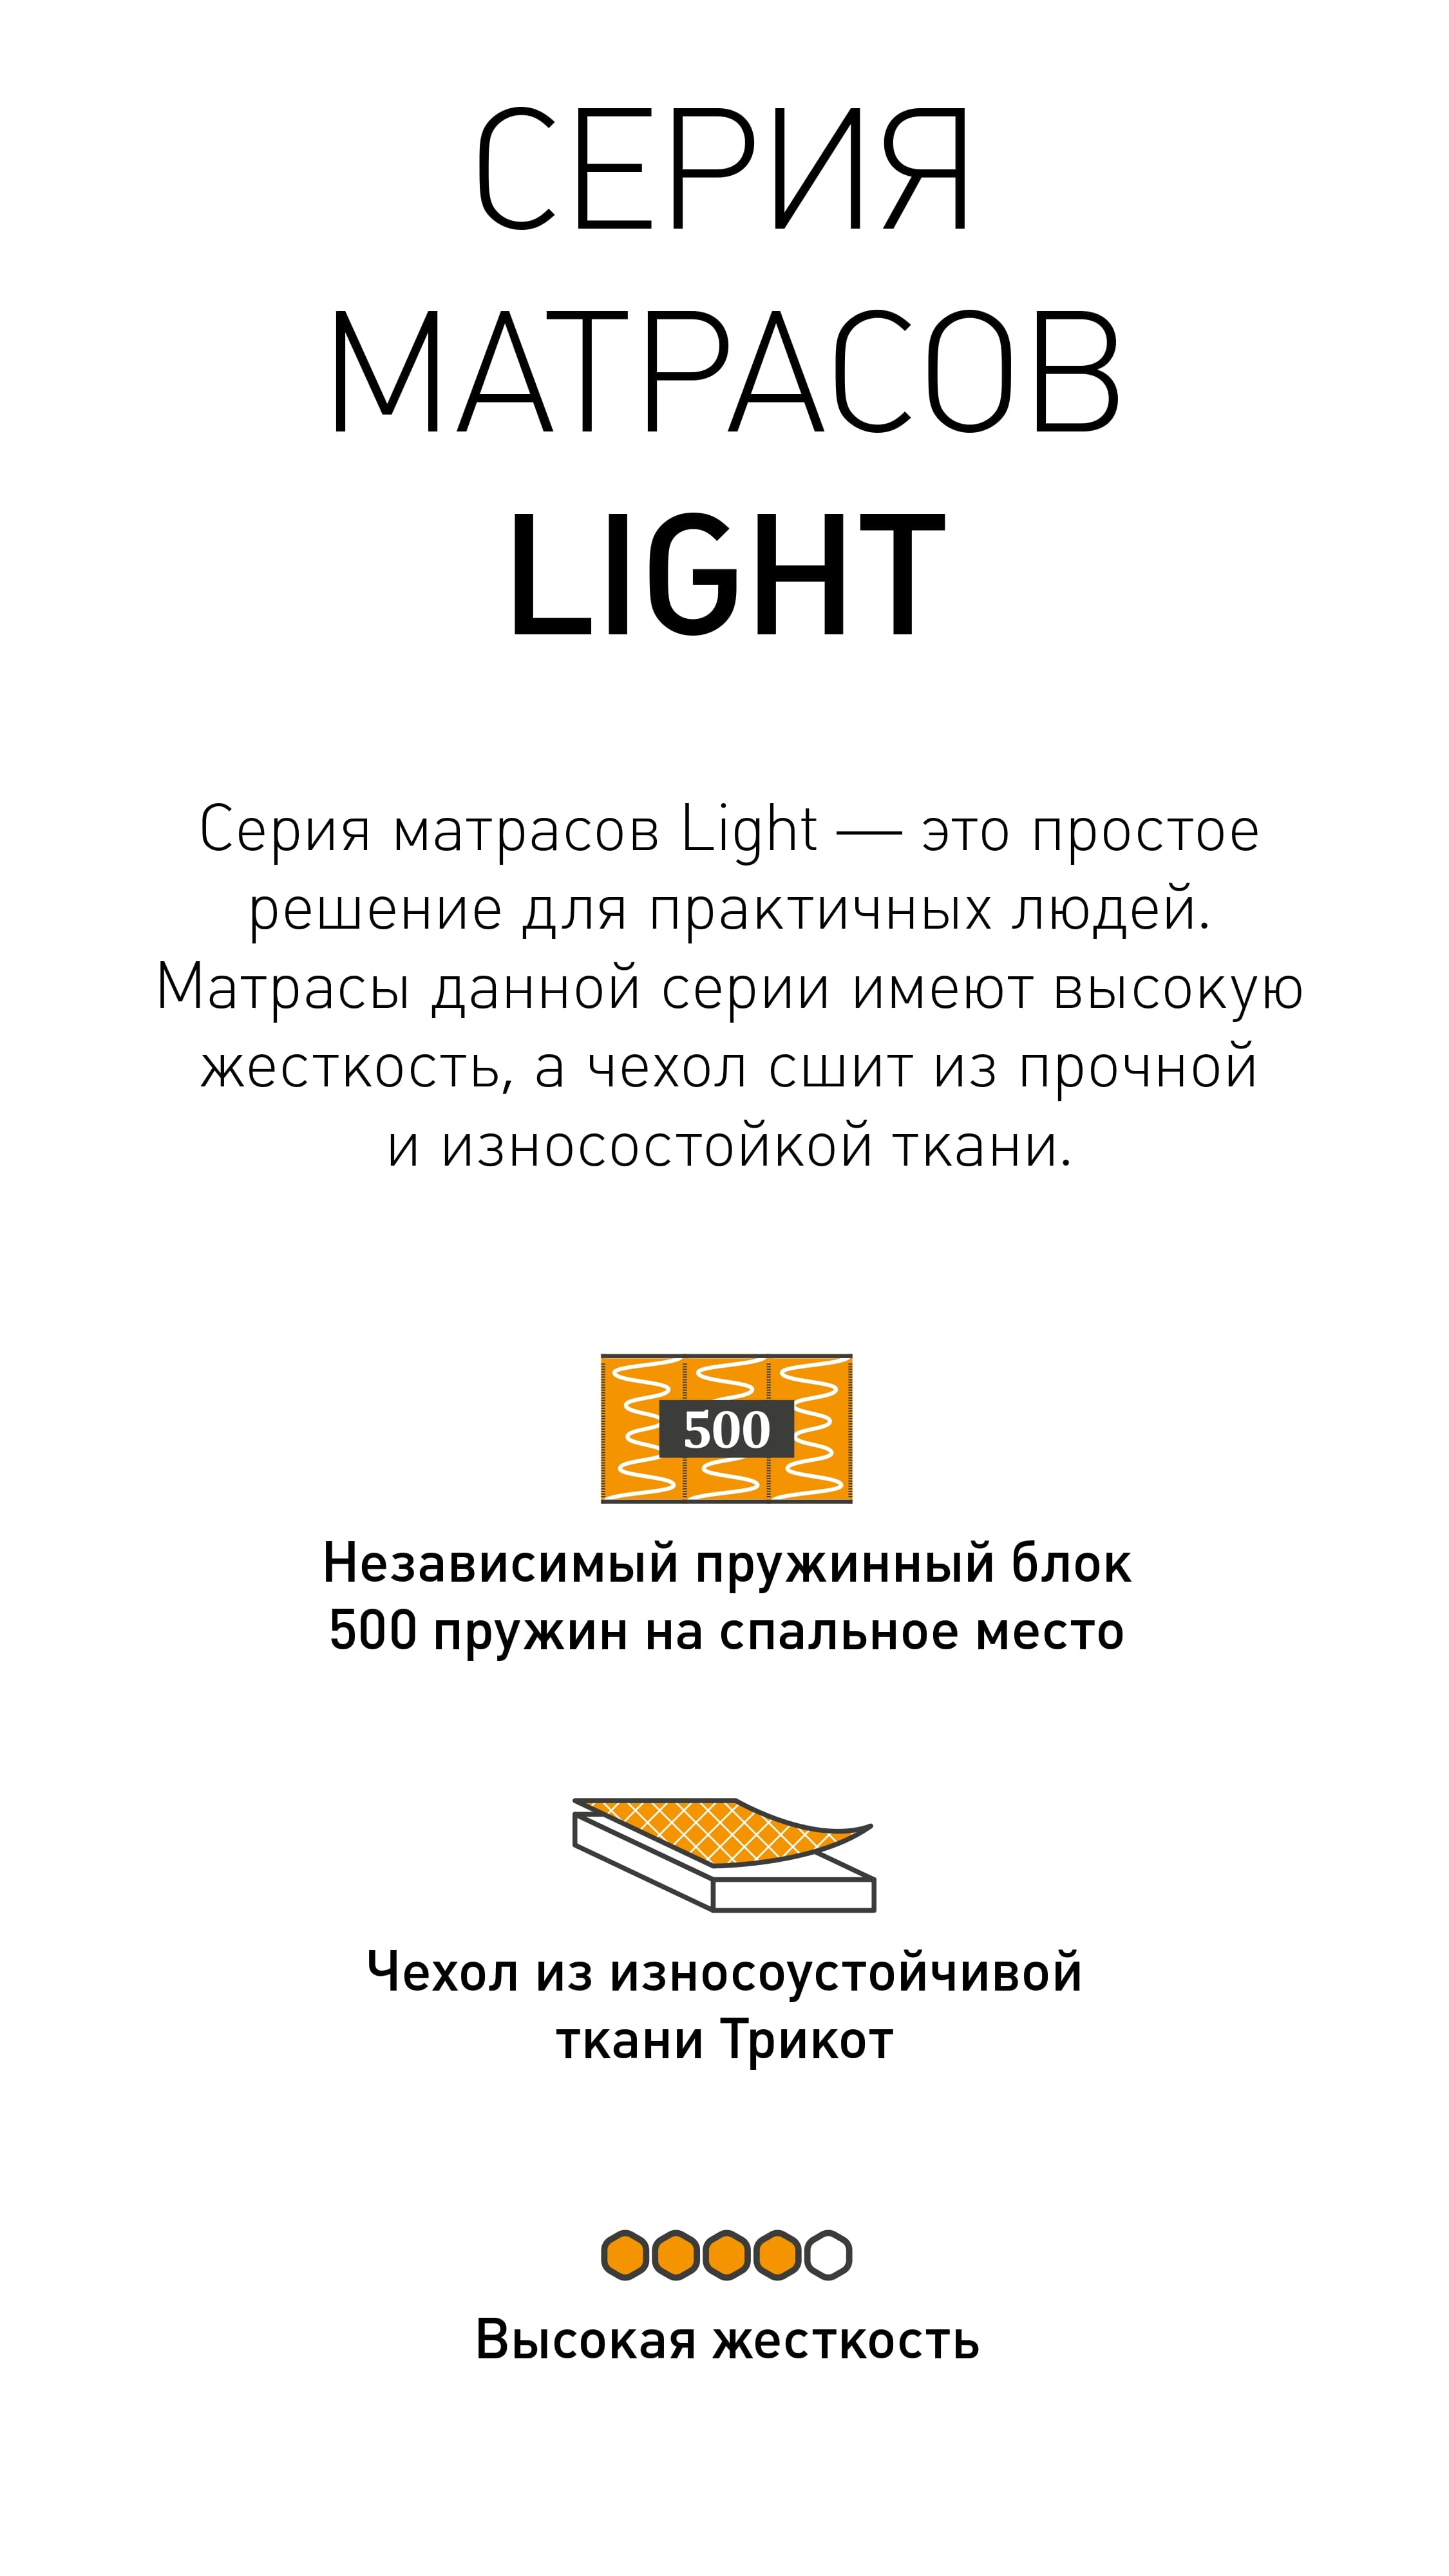 СЕРИЯ
МАТРАСОВ
LIGHT
Серия матрасов Light — это простое
решение для практичных людей.
Матрасы данной серии имеют высокую
жесткость, а чехол сшит из прочной
и износостойкой ткани.
500
Независимый пружинный блок
500 пружин на спальное место
Чехол из износоустойчивой
ткани Трикот
Высокая жесткость